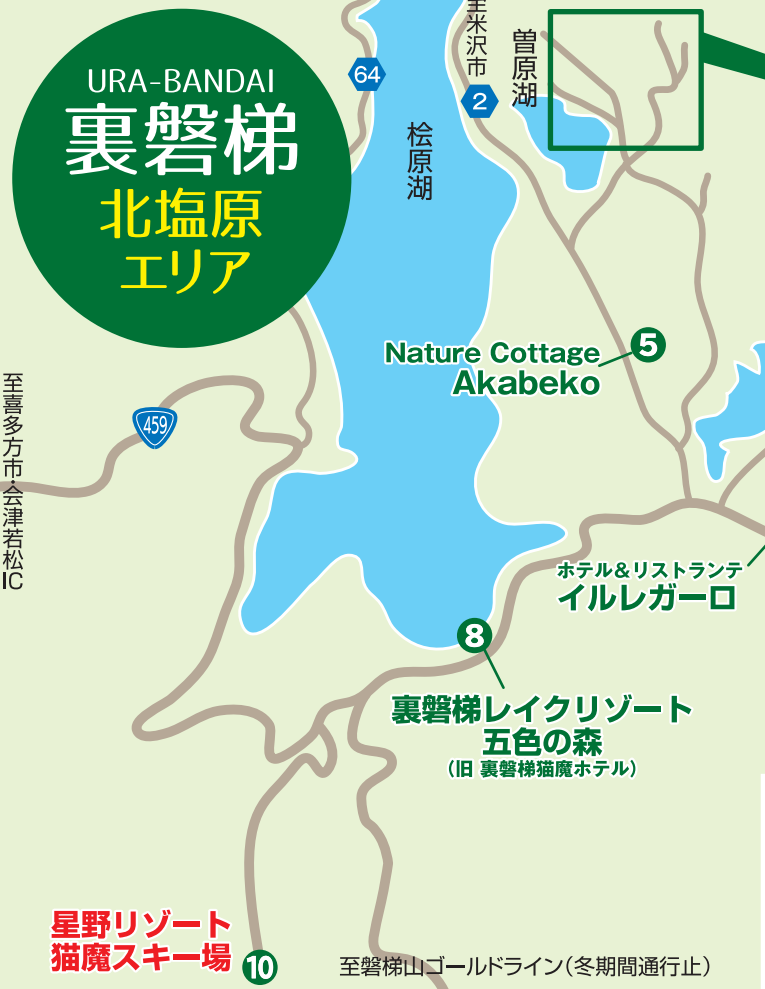 URA-BANDAI
裏磐梯
北塩原
エリア
64
至米沢市
2
曽原湖
桧原湖
Nature Cottage
Akabeko
5
至喜多方市・会津若松IC
459
ホテル&リストランテ
イルレガーロ
8
裏磐梯レイクリゾート
五色の森
(旧 裏磐梯猫魔ホテル)
星野リゾート
猫魔スキー場
10
至磐梯山ゴールドライン(冬期間通行止)